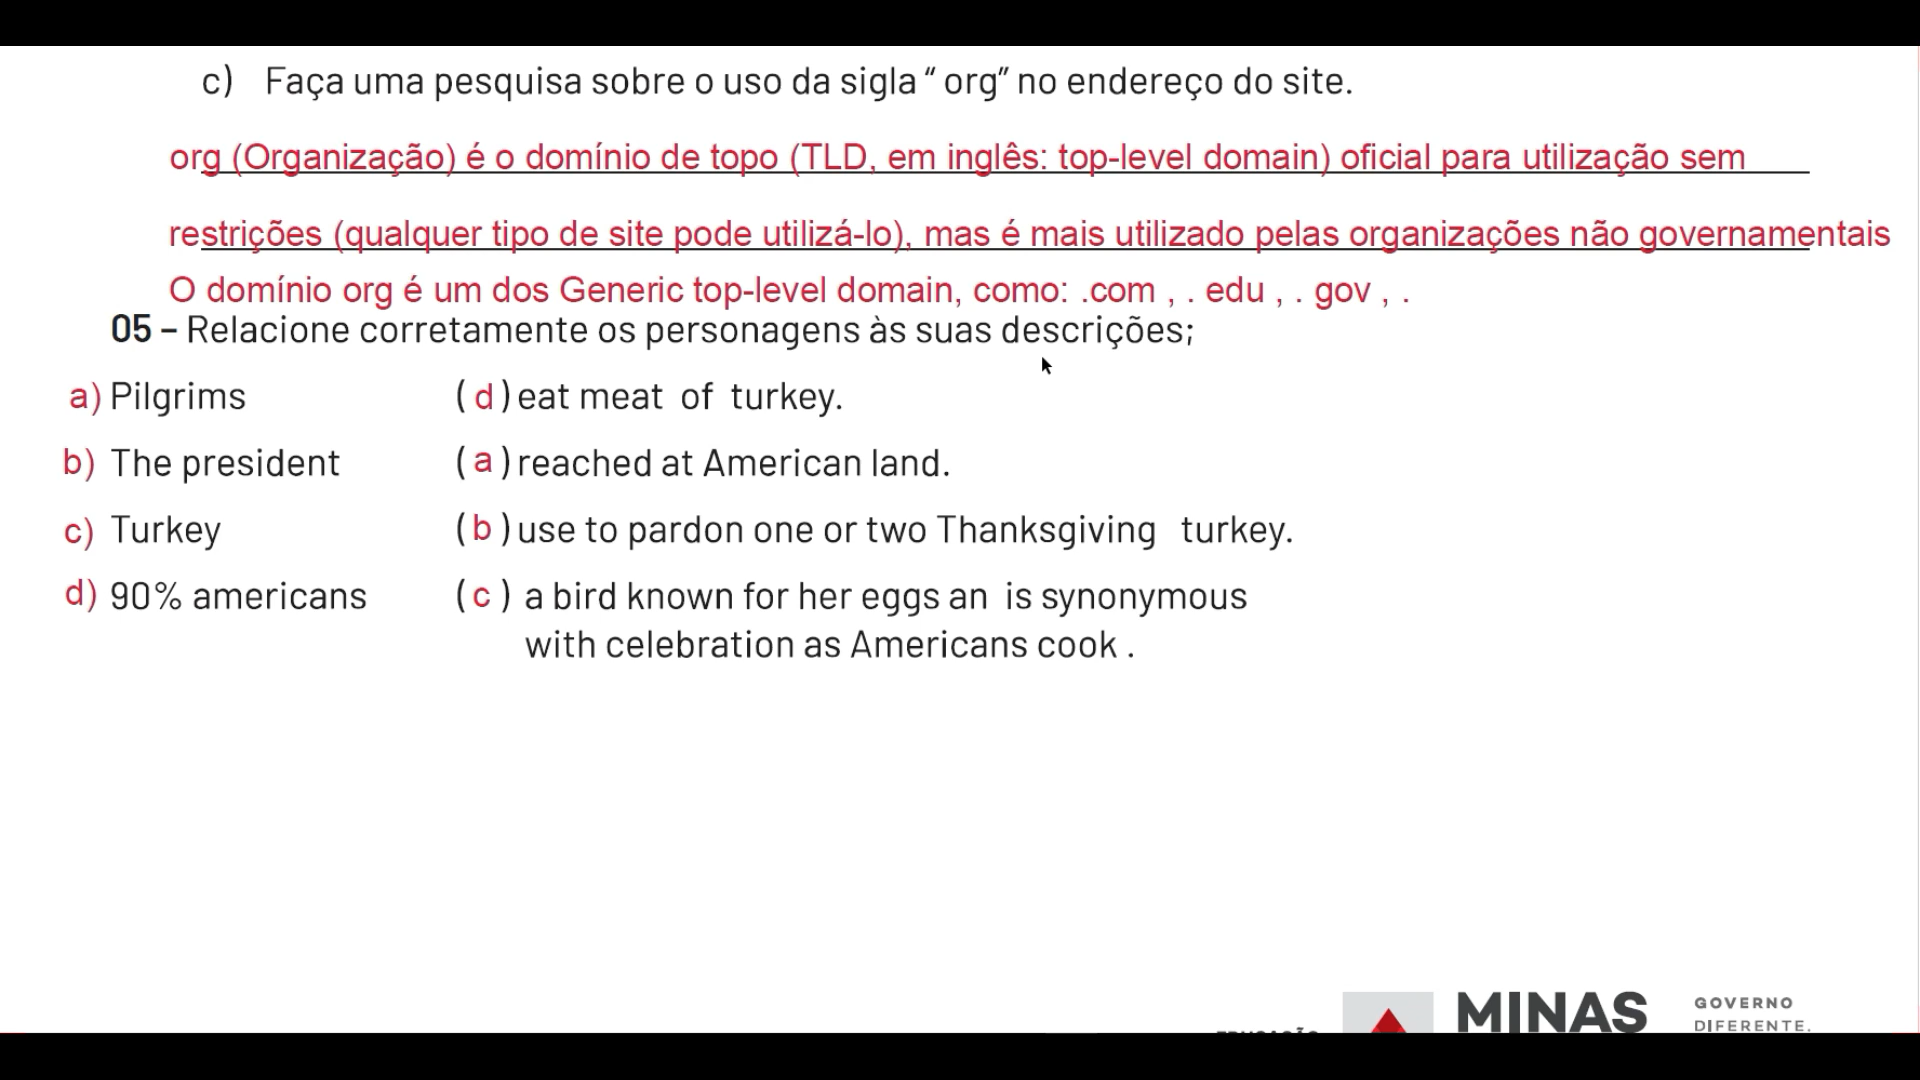 c) Faça uma pesquisa sobre o uso da sigla “ org” no endereço do site.
org (Organização) é o domínio de topo (TLD, em inglês: top-level domain) oficial para utilização sem
restrições (qualquer tipo de site pode utilizá-lo), mas é mais utilizado pelas organizações não governamentais
O domínio org é um dos Generic top-level domain, como: .com , . edu , . gov , .
05 – Relacione corretamente os personagens às suas descrições;
a) Pilgrims ( d ) eat meat of turkey.
b) The president ( a ) reached at American land.
c) Turkey ( b ) use to pardon one or two Thanksgiving turkey.
d) 90% americans ( c ) a bird known for her eggs an is synonymous
with celebration as Americans cook .
MINAS GOVERNO
DIFERENTE.